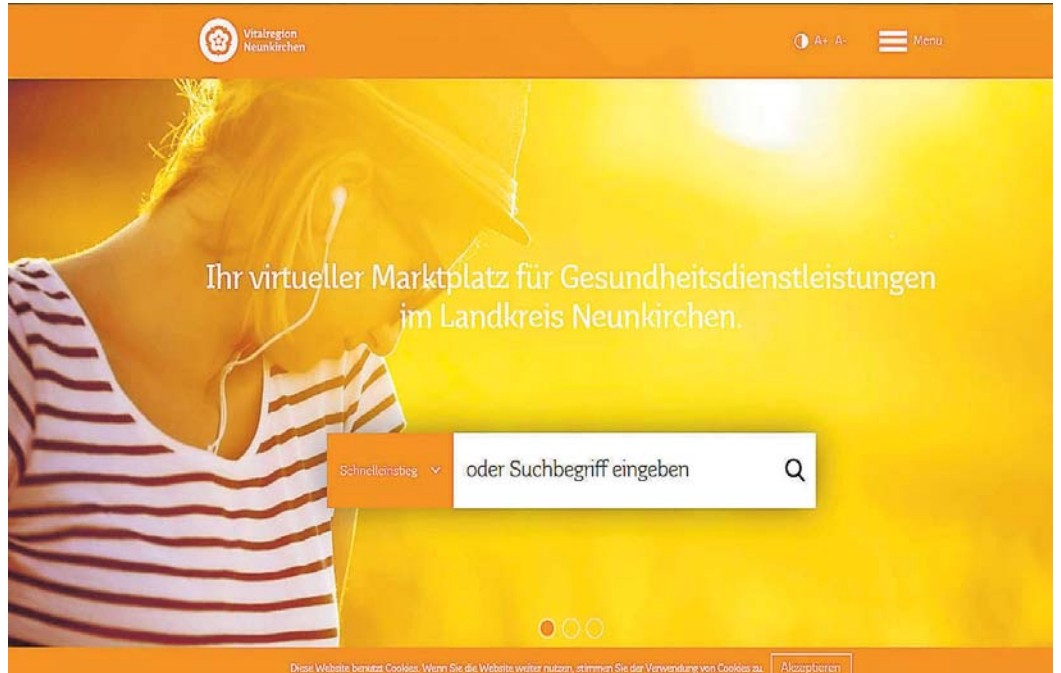 Vitalregion
Neunkirchen
A+ A-
Menü
Ihr virtueller Marktplatz für Gesundheitsdienstleistungen
im Landkreis Neunkirchen.
Schnelleinstieg
oder Suchbegriff eingeben
Diese Website benutzt Cookies. Wenn Sie die Website weiter nutzen, stimmen Sie der Verwendung von Cookies zu.
Akzeptieren